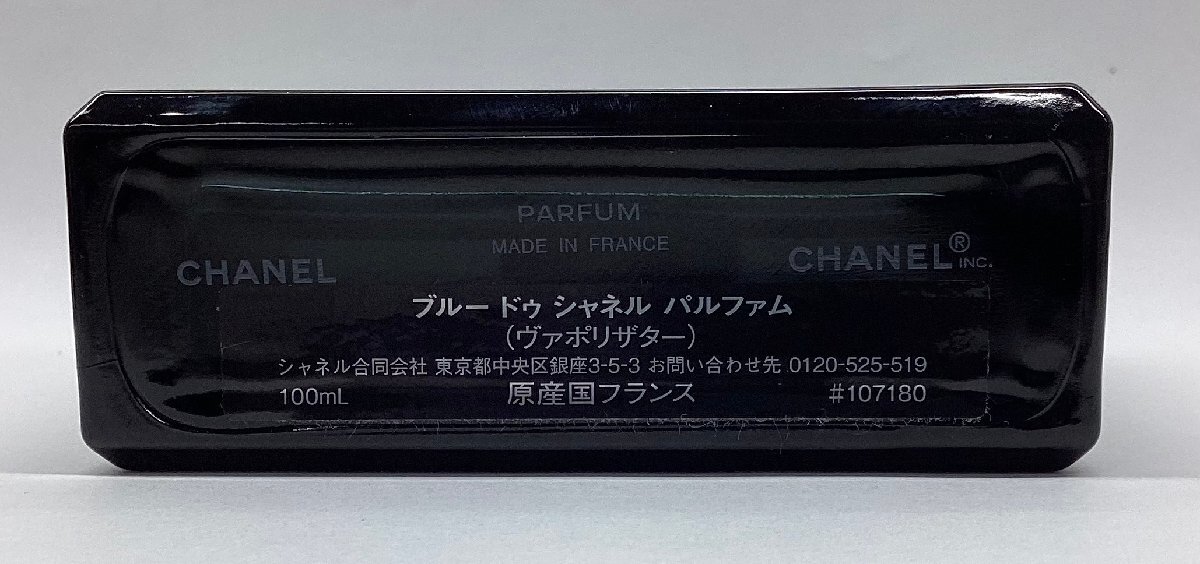 PARFUM
MADE IN FRANCE
CHANEL
CHANEL® INC.
ブルー ドゥ シャネル パルファム
(ヴァポリザター)
シャネル合同会社 東京都中央区銀座3-5-3 お問い合わせ先 0120-525-519
100mL 原産国フランス #107180